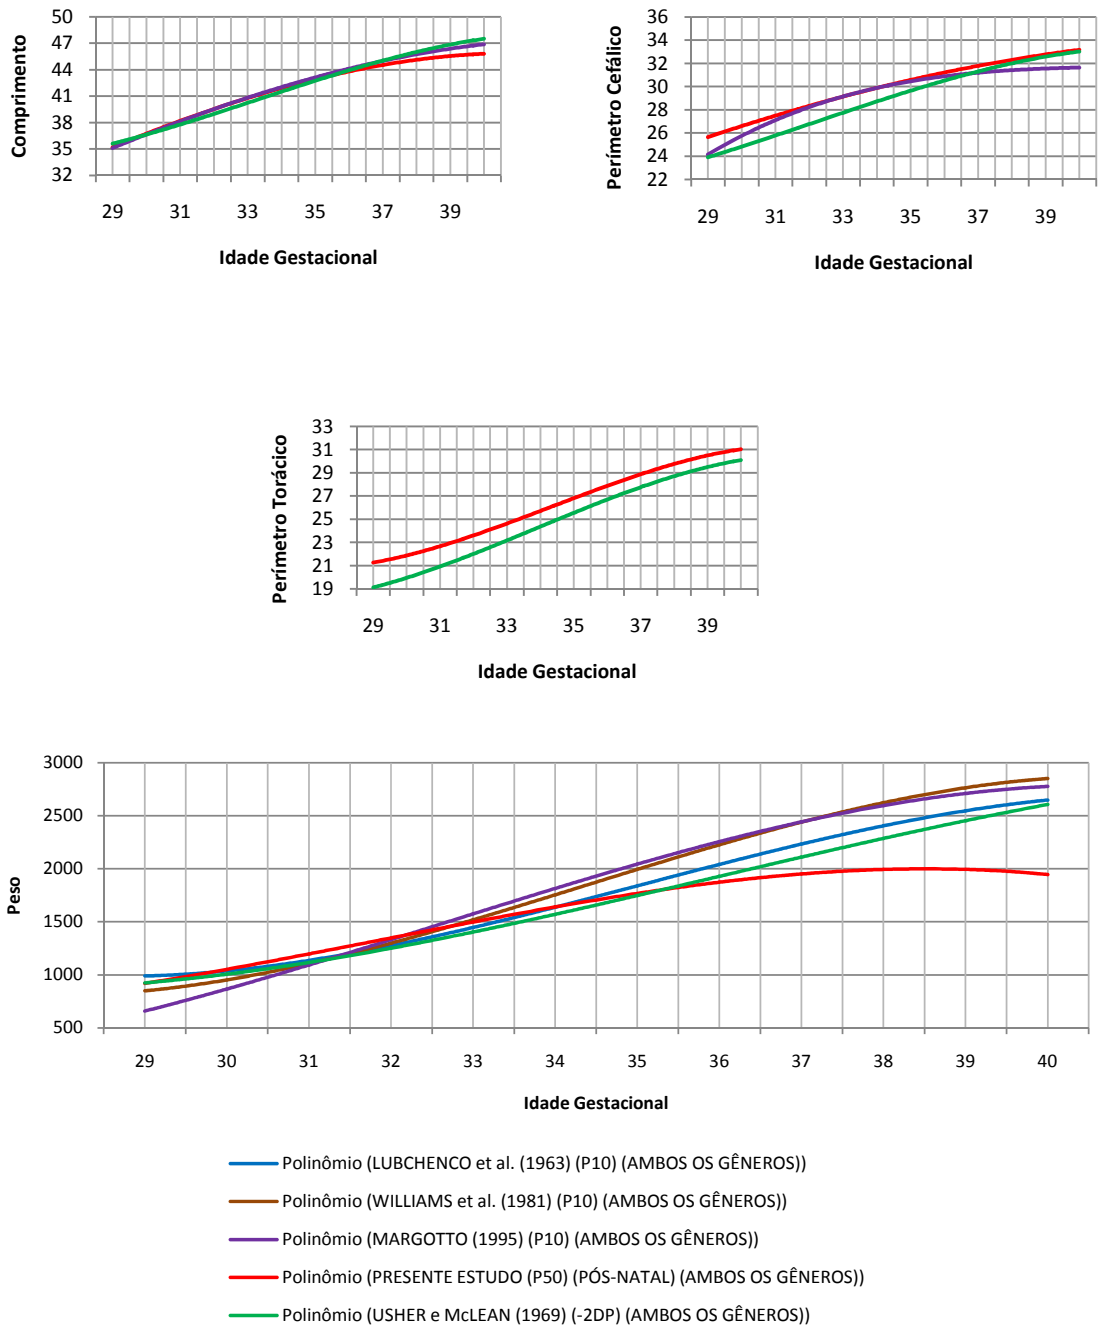 Comprimento
50
47
44
41
38
35
32
29 31 33 35 37 39
Idade Gestacional
Perímetro Cefálico
36
34
32
30
28
26
24
22
29 31 33 35 37 39
Idade Gestacional
Perímetro Torácico
33
31
29
27
25
23
21
19
29 31 33 35 37 39
Idade Gestacional
Peso
3000
2500
2000
1500
1000
500
29 30 31 32 33 34 35 36 37 38 39 40
Idade Gestacional
Polinômio (LUBCHENCO et al. (1963) (P10) (AMBOS OS GÊNEROS))
Polinômio (WILLIAMS et al. (1981) (P10) (AMBOS OS GÊNEROS))
Polinômio (MARGOTTO (1995) (P10) (AMBOS OS GÊNEROS))
Polinômio (PRESENTE ESTUDO (P50) (PÓS-NATAL) (AMBOS OS GÊNEROS))
Polinômio (USHER e McLEAN (1969) (-2DP) (AMBOS OS GÊNEROS))